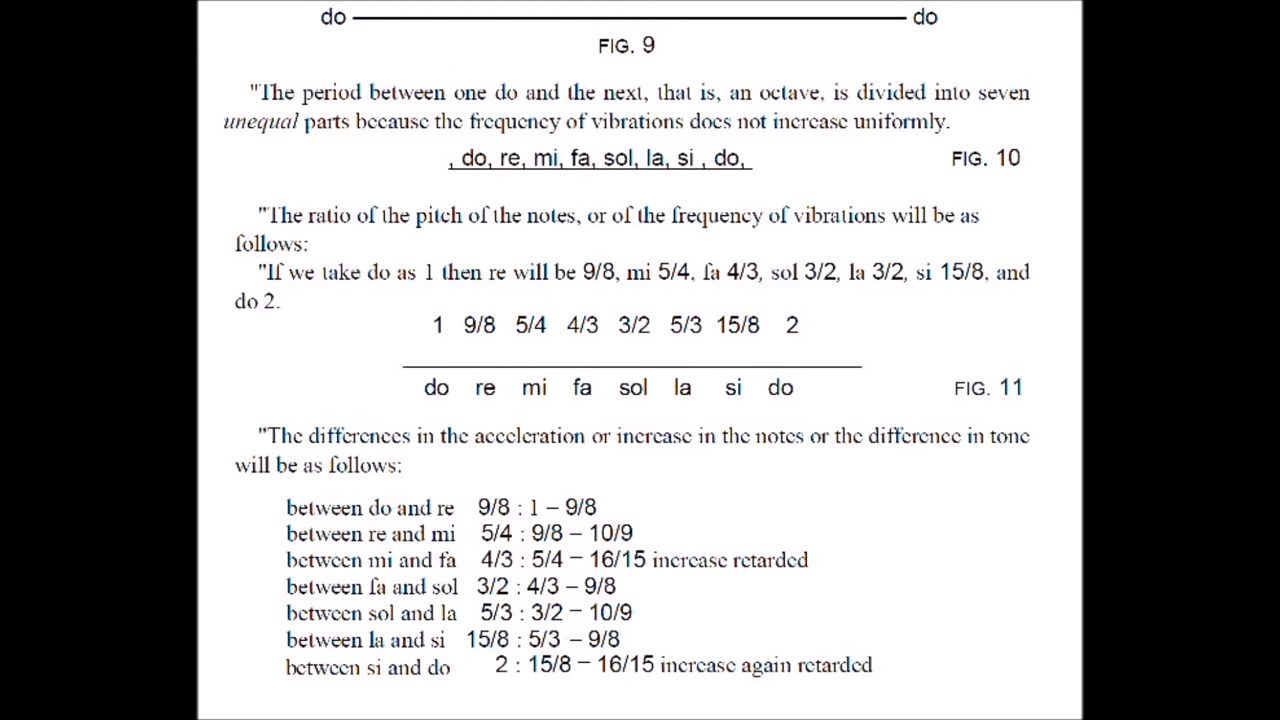 do do
FIG. 9
"The period between one do and the next, that is, an octave, is divided into seven
unequal parts because the frequency of vibrations does not increase uniformly.
, do, re, mi, fa, sol, la, si , do, FIG. 10
"The ratio of the pitch of the notes, or of the frequency of vibrations will be as
follows:
"If we take do as 1 then re will be 9/8, mi 5/4, fa 4/3, sol 3/2, la 3/2, si 15/8, and
do 2.
1 9/8 5/4 4/3 3/2 5/3 15/8 2
do re mi fa sol la si do FIG. 11
"The differences in the acceleration or increase in the notes or the difference in tone
will be as follows:
between do and re 9/8 : 1 – 9/8
between re and mi 5/4 : 9/8 – 10/9
between mi and fa 4/3 : 5/4 – 16/15 increase retarded
between fa and sol 3/2 : 4/3 – 9/8
between sol and la 5/3 : 3/2 – 10/9
between la and si 15/8 : 5/3 – 9/8
between si and do 2 : 15/8 – 16/15 increase again retarded